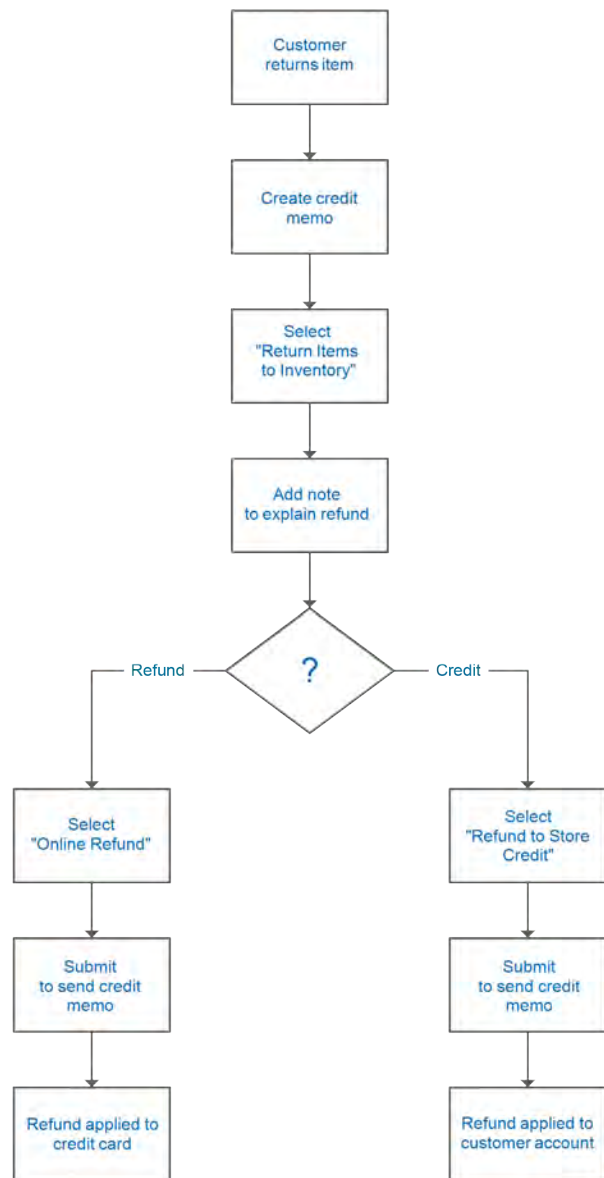 Customer
returns item
Create credit
memo
Select
"Return Items
to Inventory"
Add note
to explain refund
?
Refund
Credit
Select
"Online Refund"
Select
"Refund to Store
Credit"
Submit
to send credit
memo
Submit
to send credit
memo
Refund applied to
credit card
Refund applied to
customer account